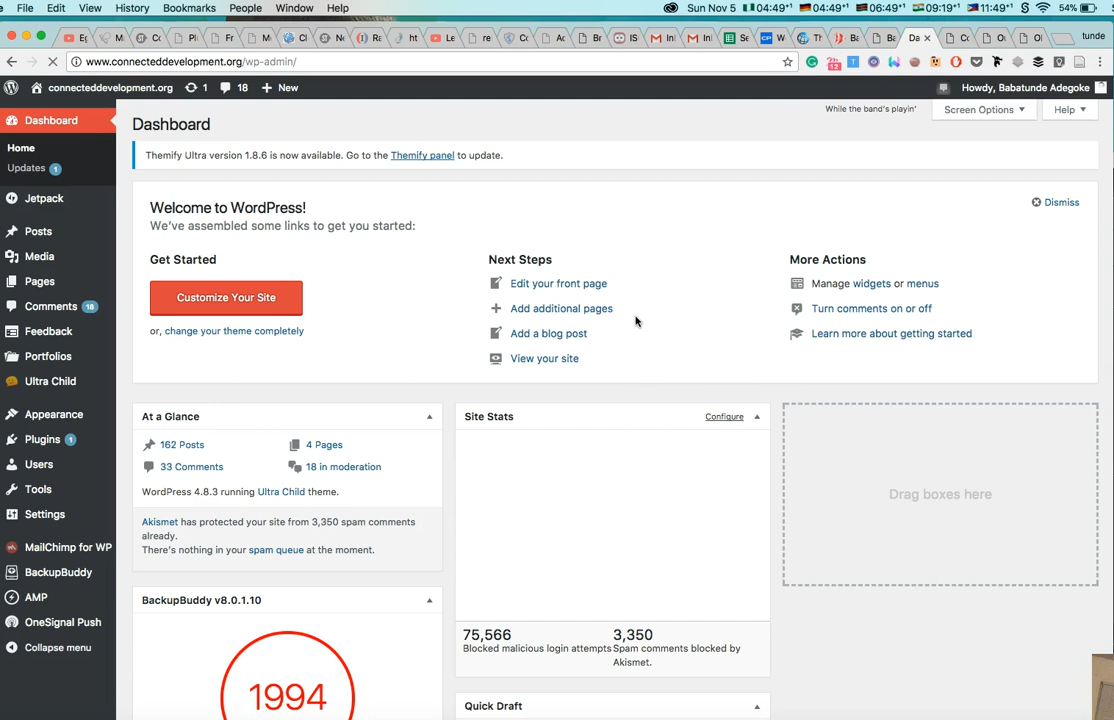 File Edit View History Bookmarks People Window Help
Sun Nov 5 04:49⁺ 04:49⁺ 06:49⁺ 09:19⁺ 11:49⁺ 54%
tunde
www.connecteddevelopment.org/wp-admin/
connecteddevelopment.org 1 18 + New
Howdy, Babatunde Adegoke
Dashboard
Home
Updates 1
Jetpack
Posts
Media
Pages
Comments 18
Feedback
Portfolios
Ultra Child
Appearance
Plugins 1
Users
Tools
Settings
MailChimp for WP
BackupBuddy
AMP
OneSignal Push
Collapse menu
While the band's playin'
Screen Options
Help
Dashboard
Themify Ultra version 1.8.6 is now available. Go to the Themify panel to update.
Welcome to WordPress!
Dismiss
We've assembled some links to get you started:
Get Started
Customize Your Site
or, change your theme completely
Next Steps
Edit your front page
Add additional pages
Add a blog post
View your site
More Actions
Manage widgets or menus
Turn comments on or off
Learn more about getting started
At a Glance
162 Posts
4 Pages
33 Comments
18 in moderation
WordPress 4.8.3 running Ultra Child theme.
Akismet has protected your site from 3,350 spam comments
already.
There's nothing in your spam queue at the moment.
BackupBuddy v8.0.1.10
1994
Site Stats
Configure
75,566
Blocked malicious login attempts
3,350
Spam comments blocked by
Akismet.
Quick Draft
Drag boxes here